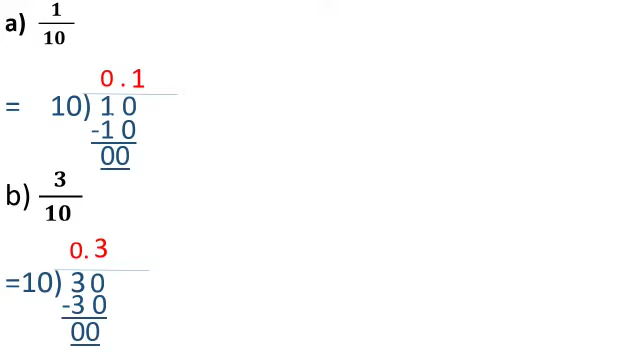 a) 1/10
0 . 1
= 10) 1 0
-1 0
00
b) 3/10
0. 3
=10) 3 0
-3 0
00